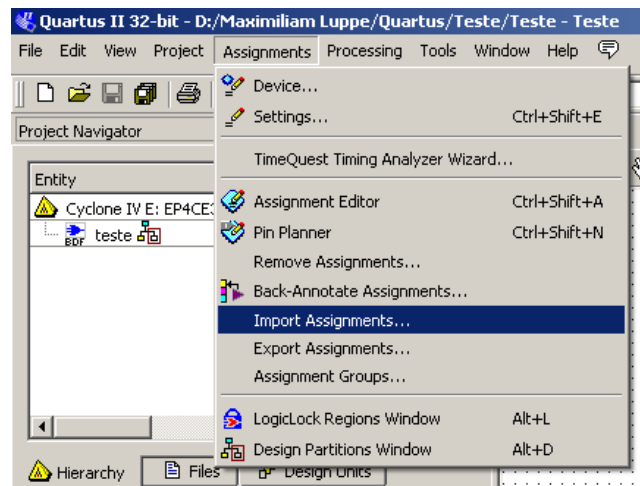 Quartus II 32-bit - D:/Maximiliam Luppe/Quartus/Teste/Teste - Teste
File Edit View Project Assignments Processing Tools Window Help
Device...
Settings... Ctrl+Shift+E
Project Navigator
TimeQuest Timing Analyzer Wizard...
Entity
Assignment Editor Ctrl+Shift+A
Cyclone IV E: EP4CE
BDF teste
Pin Planner Ctrl+Shift+N
Remove Assignments...
Back-Annotate Assignments...
Import Assignments...
Export Assignments...
Assignment Groups...
LogicLock Regions Window Alt+L
Design Partitions Window Alt+D
Hierarchy Files Design Units